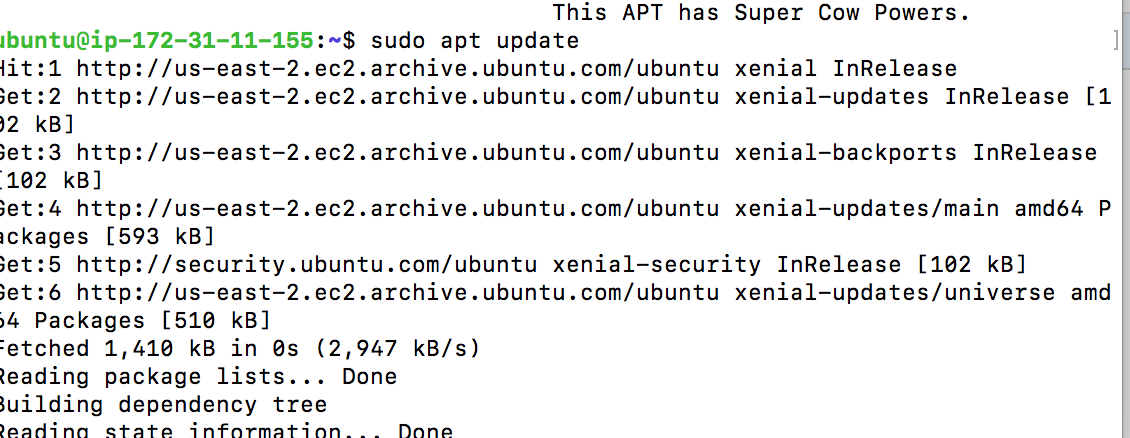 This APT has Super Cow Powers.
ubuntu@ip-172-31-11-155:~$ sudo apt update
Hit:1 http://us-east-2.ec2.archive.ubuntu.com/ubuntu xenial InRelease
Get:2 http://us-east-2.ec2.archive.ubuntu.com/ubuntu xenial-updates InRelease [1
02 kB]
Get:3 http://us-east-2.ec2.archive.ubuntu.com/ubuntu xenial-backports InRelease
[102 kB]
Get:4 http://us-east-2.ec2.archive.ubuntu.com/ubuntu xenial-updates/main amd64 P
ackages [593 kB]
Get:5 http://security.ubuntu.com/ubuntu xenial-security InRelease [102 kB]
Get:6 http://us-east-2.ec2.archive.ubuntu.com/ubuntu xenial-updates/universe amd
64 Packages [510 kB]
Fetched 1,410 kB in 0s (2,947 kB/s)
Reading package lists... Done
Building dependency tree
Reading state information... Done